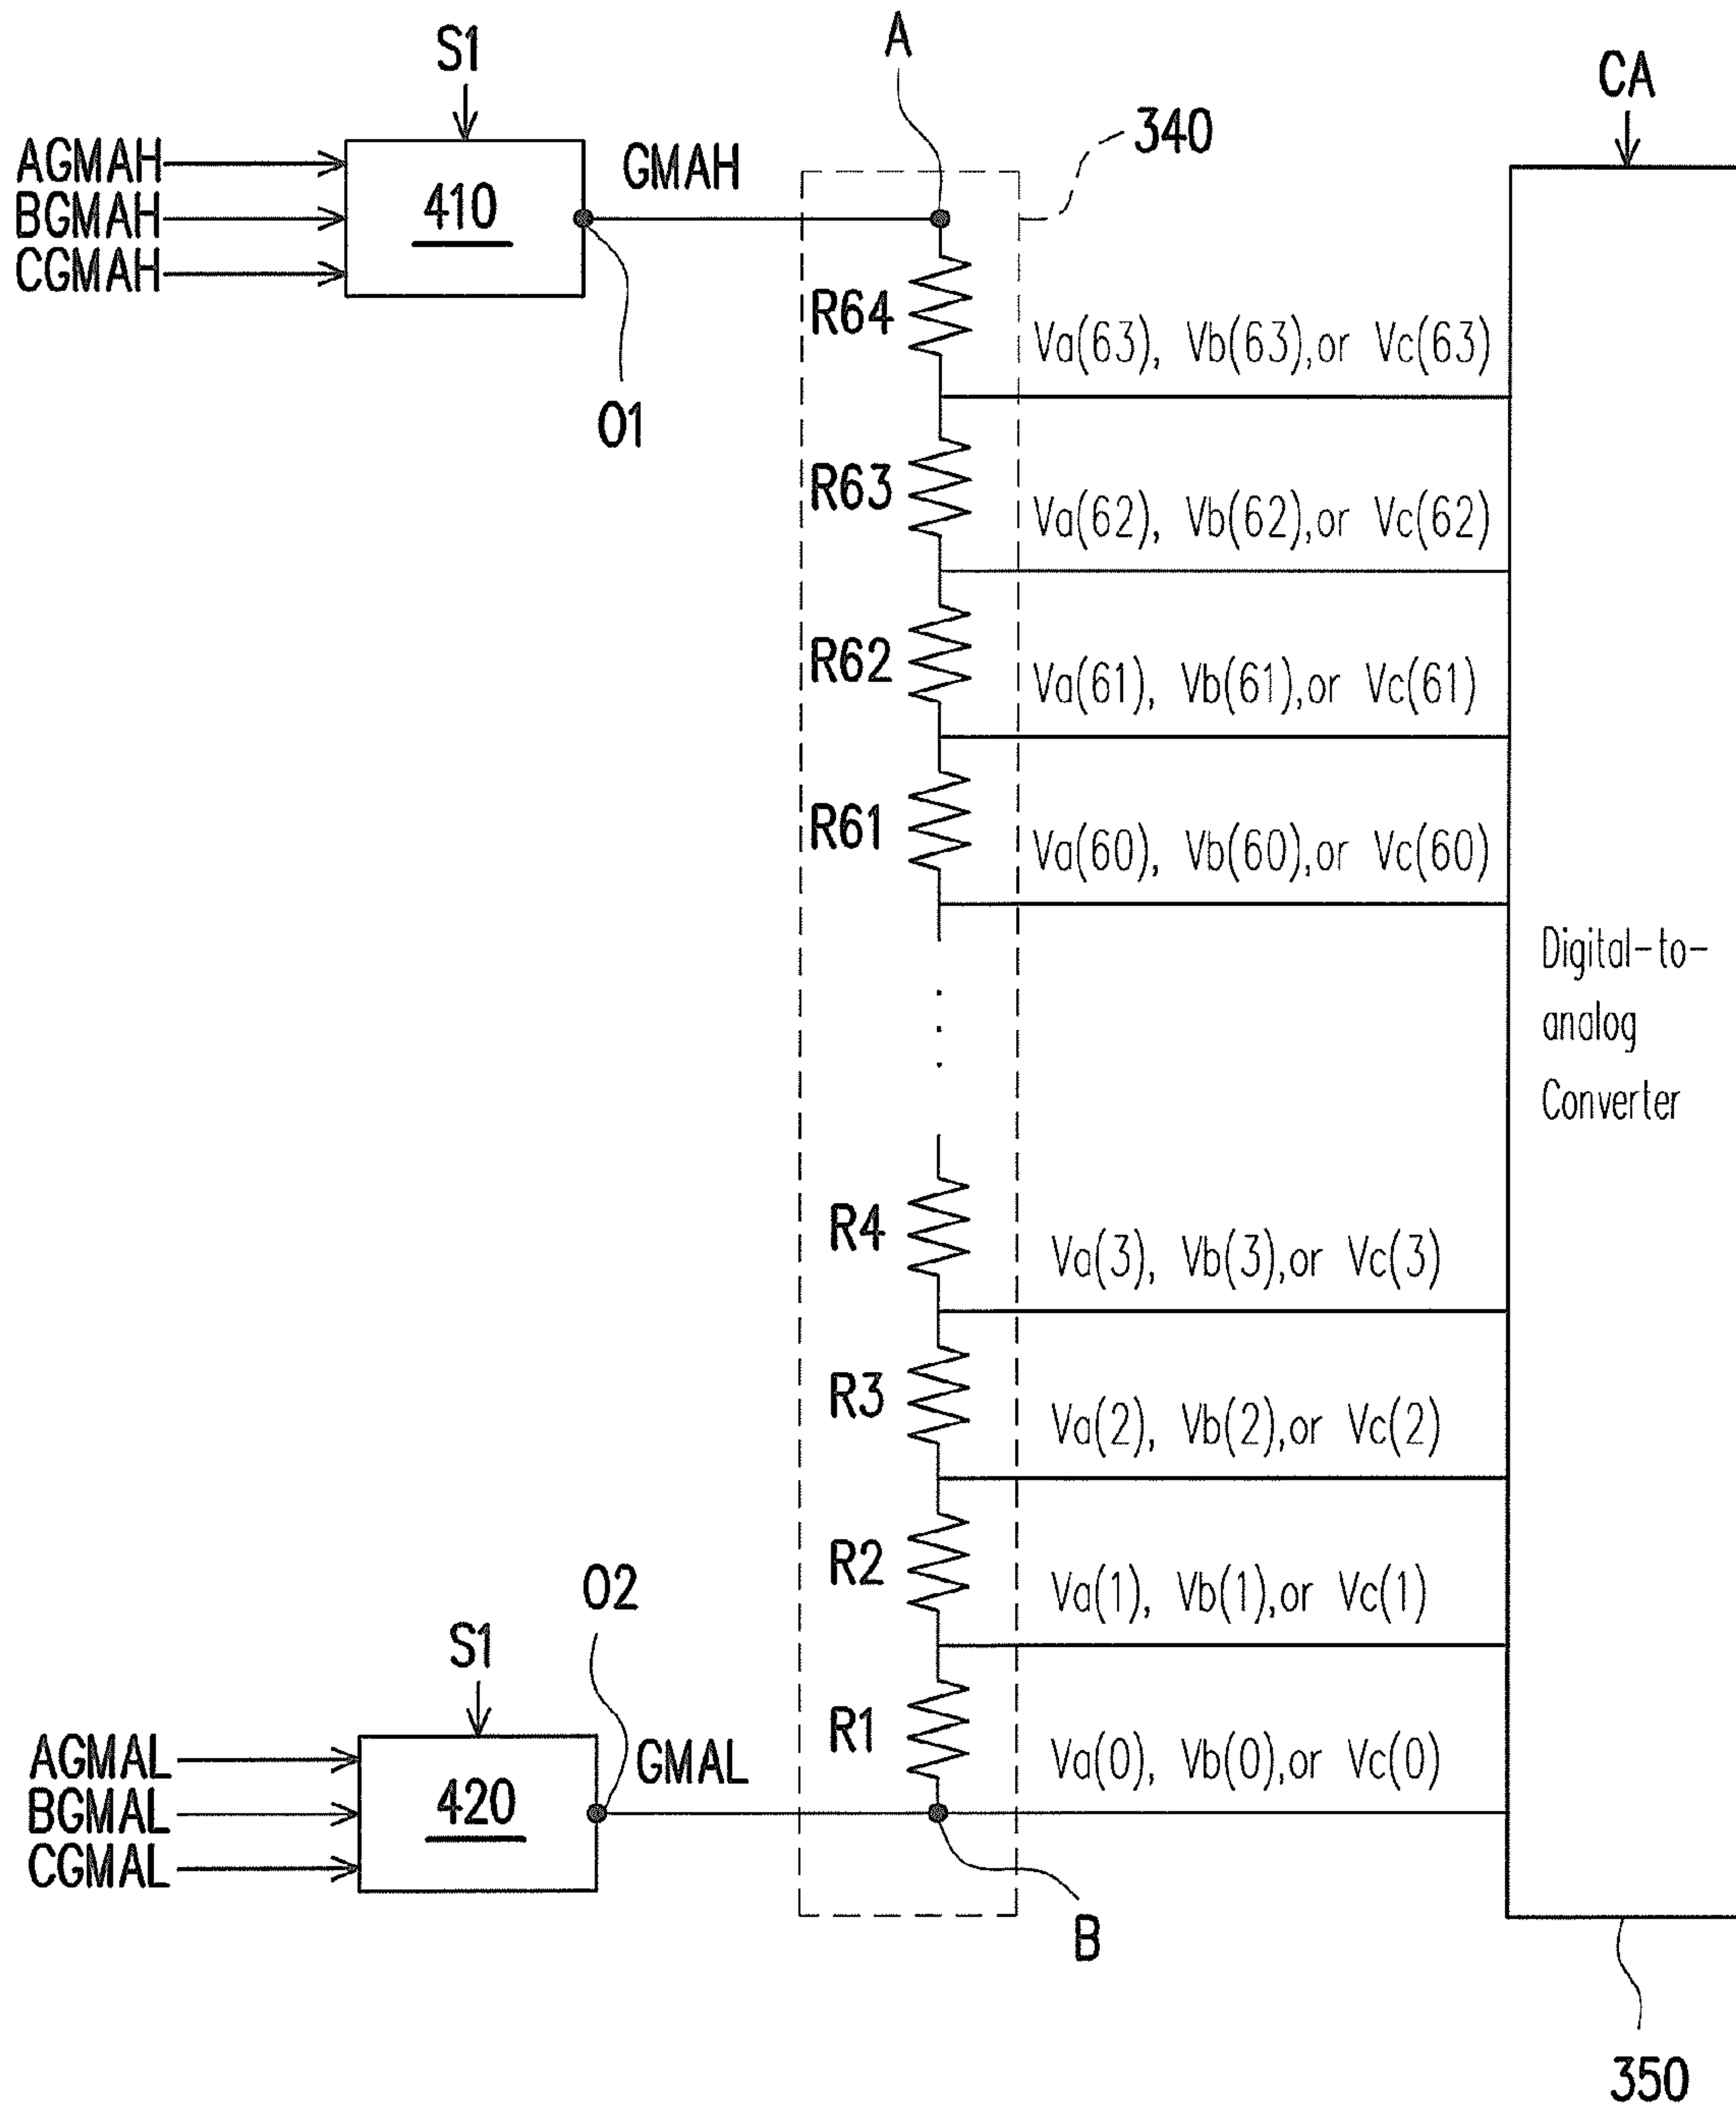 S1
A
CA
340
AGMAH
BGMAH
CGMAH
410
GMAH
O1
R64
Va(63), Vb(63),or Vc(63)
R63
Va(62), Vb(62),or Vc(62)
R62
Va(61), Vb(61),or Vc(61)
R61
Va(60), Vb(60),or Vc(60)
Digital-to-
analog
Converter
R4
Va(3), Vb(3),or Vc(3)
R3
Va(2), Vb(2),or Vc(2)
R2
Va(1), Vb(1),or Vc(1)
O2
S1
R1
Va(0), Vb(0),or Vc(0)
AGMAL
BGMAL
CGMAL
420
GMAL
B
350